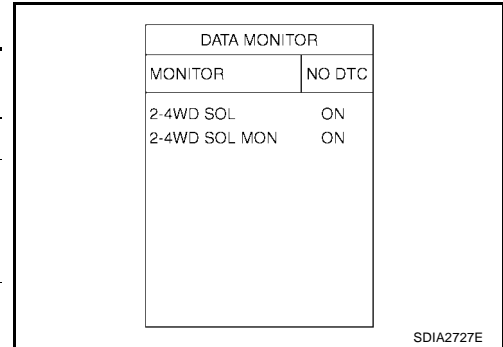 DATA MONITOR
MONITOR NO DTC
2-4WD SOL ON
2-4WD SOL MON ON
SDIA2727E